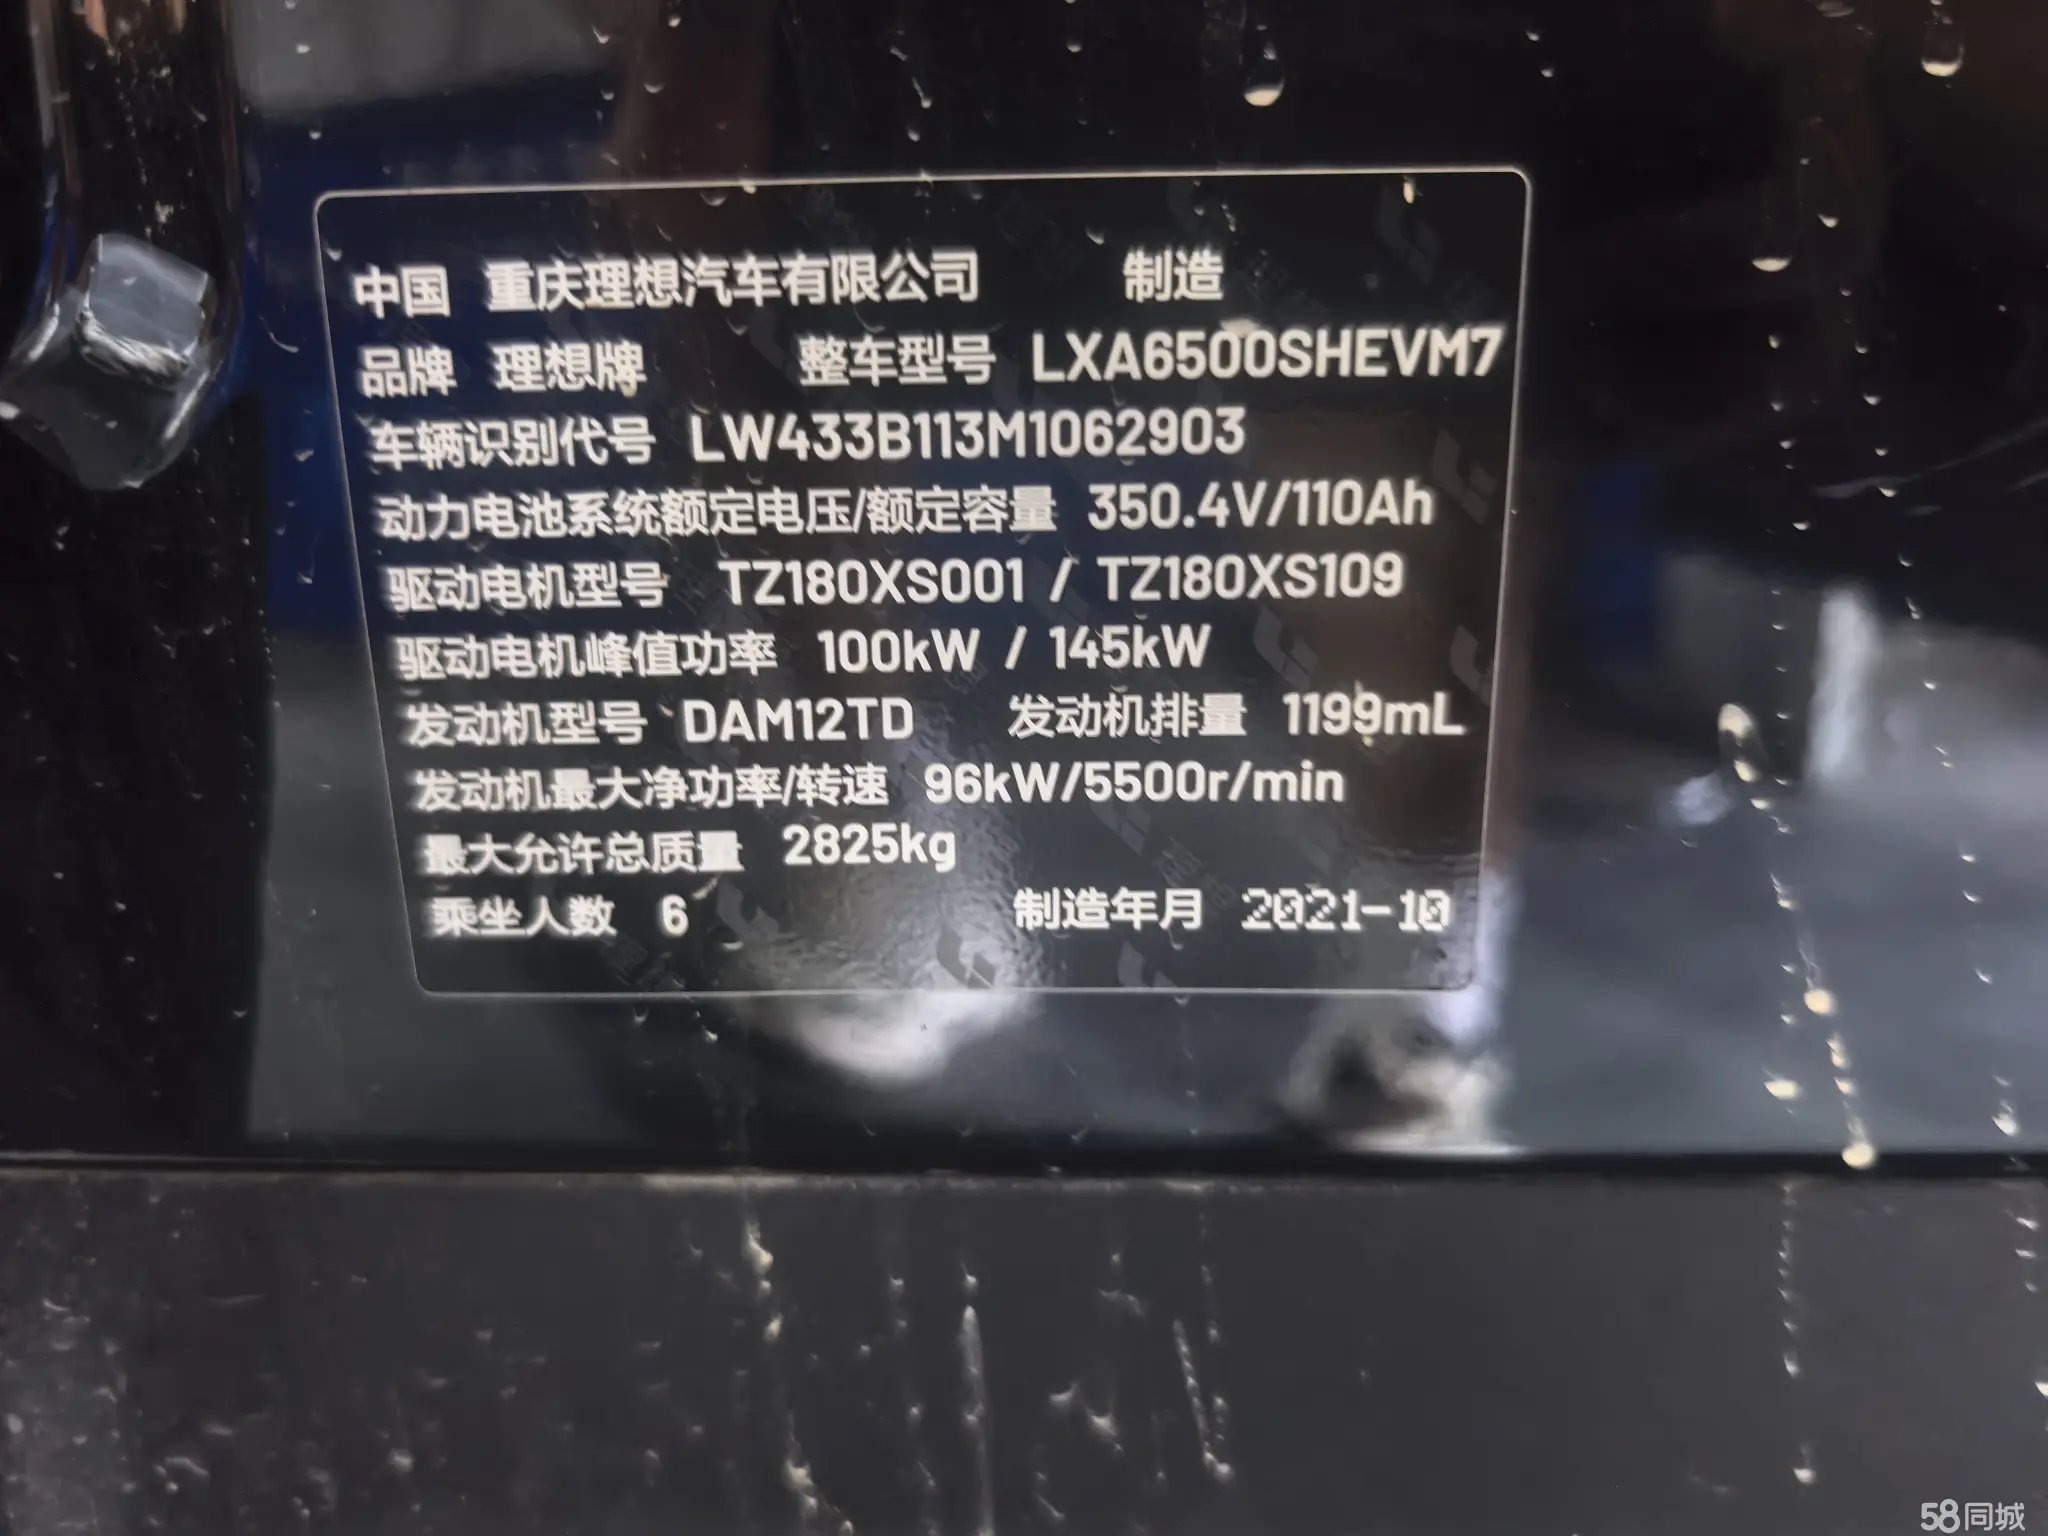 中国 重庆理想汽车有限公司 制造
品牌 理想牌 整车型号 LXA6500SHEVM7
车辆识别代号 LW433B113M1062903
动力电池系统额定电压/额定容量 350.4V/110Ah
驱动电机型号 TZ180XS001 / TZ180XS109
驱动电机峰值功率 100kW / 145kW
发动机型号 DAM12TD 发动机排量 1199mL
发动机最大净功率/转速 96kW/5500r/min
最大允许总质量 2825kg
乘坐人数 6 制造年月 2021-10
58同城